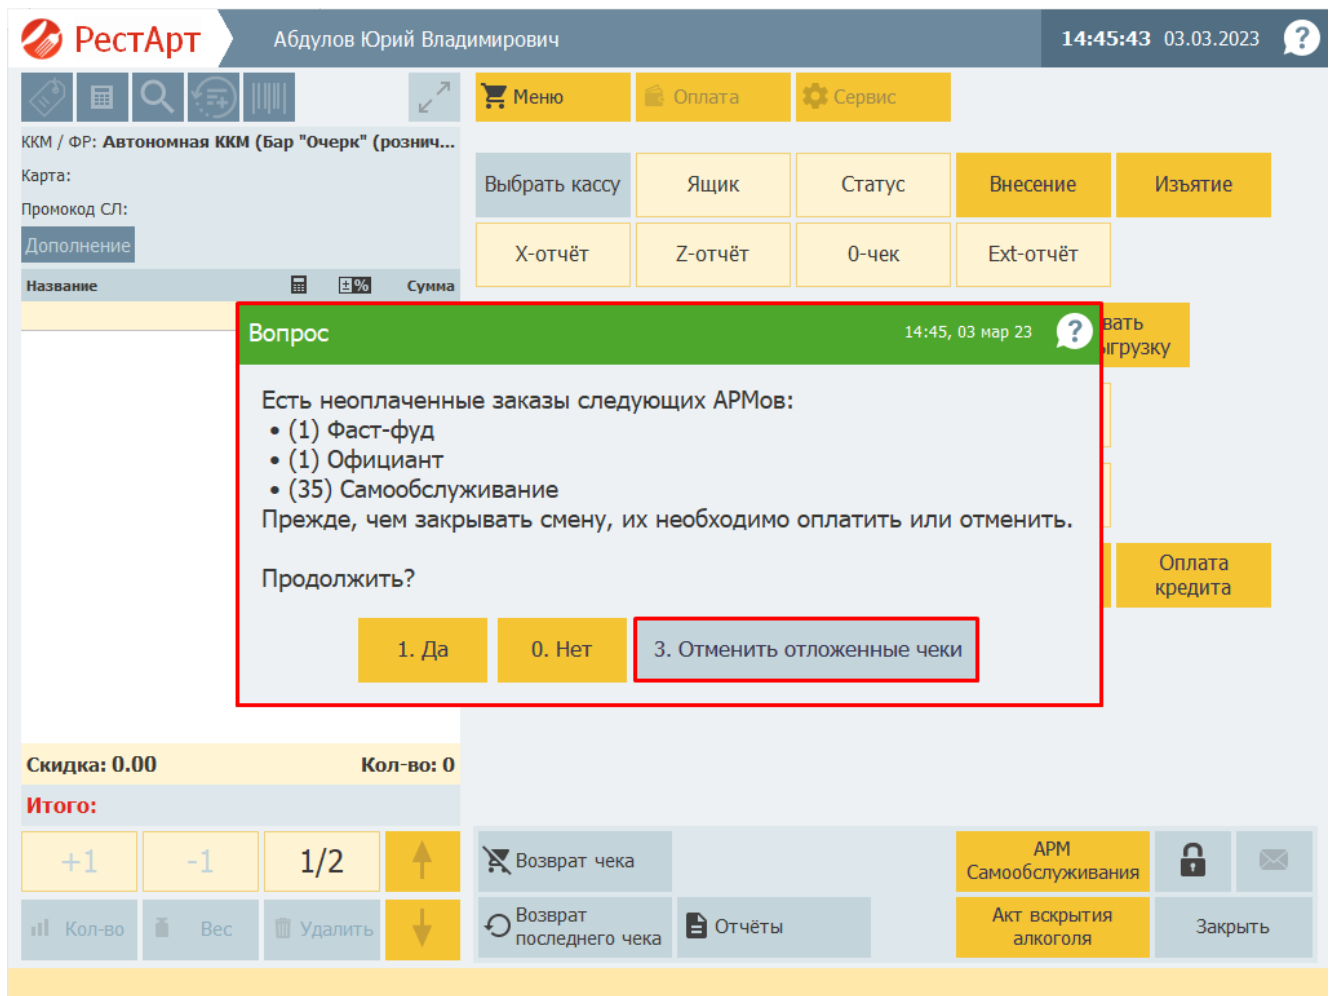 РестАрт
Абдулов Юрий Владимирович
14:45:43 03.03.2023
?
Меню
Оплата
Сервис
ККМ / ФР: Автономная ККМ (Бар "Очерк" (рознич...
Карта:
Промокод СЛ:
Дополнение
Название ±% Сумма
Выбрать кассу
Ящик
Статус
Внесение
Изъятие
X-отчёт
Z-отчёт
0-чек
Ext-отчёт
вать
ыгрузку
Вопрос
14:45, 03 мар 23
?
Есть неоплаченные заказы следующих АРМов:
• (1) Фаст-фуд
• (1) Официант
• (35) Самообслуживание
Прежде, чем закрывать смену, их необходимо оплатить или отменить.
Продолжить?
1. Да
0. Нет
3. Отменить отложенные чеки
Оплата
кредита
Скидка: 0.00
Кол-во: 0
Итого:
+1
-1
1/2
Кол-во
Вес
Удалить
Возврат чека
Возврат
последнего чека
Отчёты
АРМ
Самообслуживания
Акт вскрытия
алкоголя
Закрыть